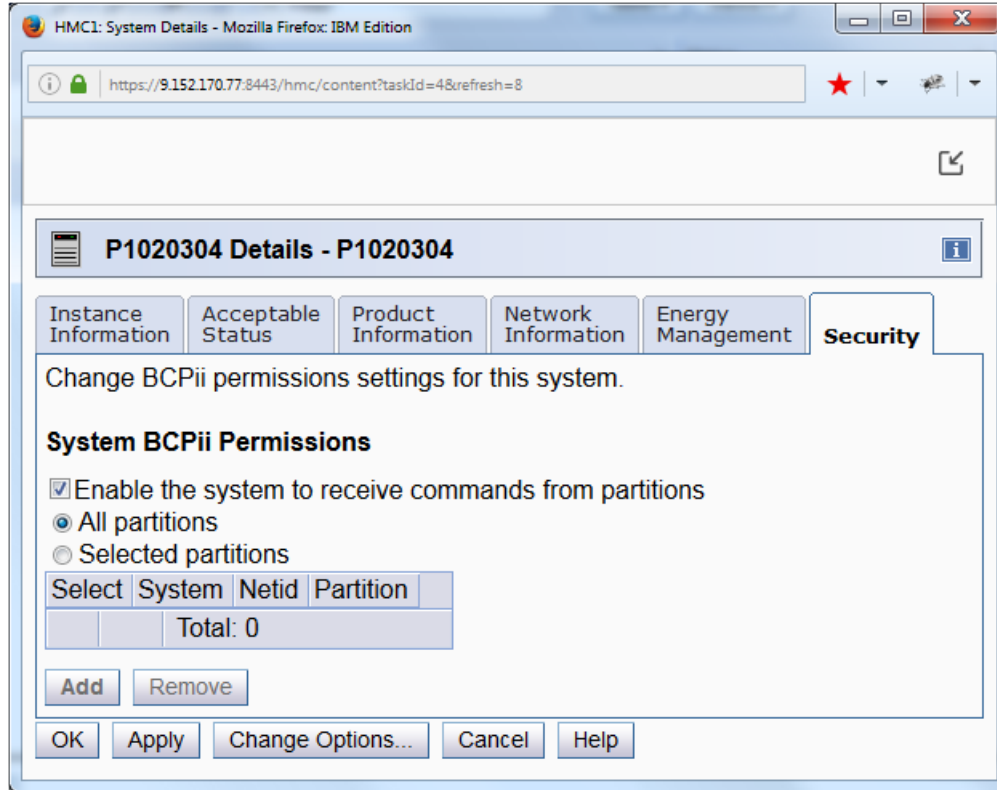 HMC1: System Details - Mozilla Firefox: IBM Edition
https://9.152.170.77:8443/hmc/content?taskId=4&refresh=8
P1020304 Details - P1020304
Instance Information
Acceptable Status
Product Information
Network Information
Energy Management
Security
Change BCPii permissions settings for this system.
System BCPii Permissions
Enable the system to receive commands from partitions
All partitions
Selected partitions
Select System Netid Partition
Total: 0
Add Remove
OK Apply Change Options... Cancel Help